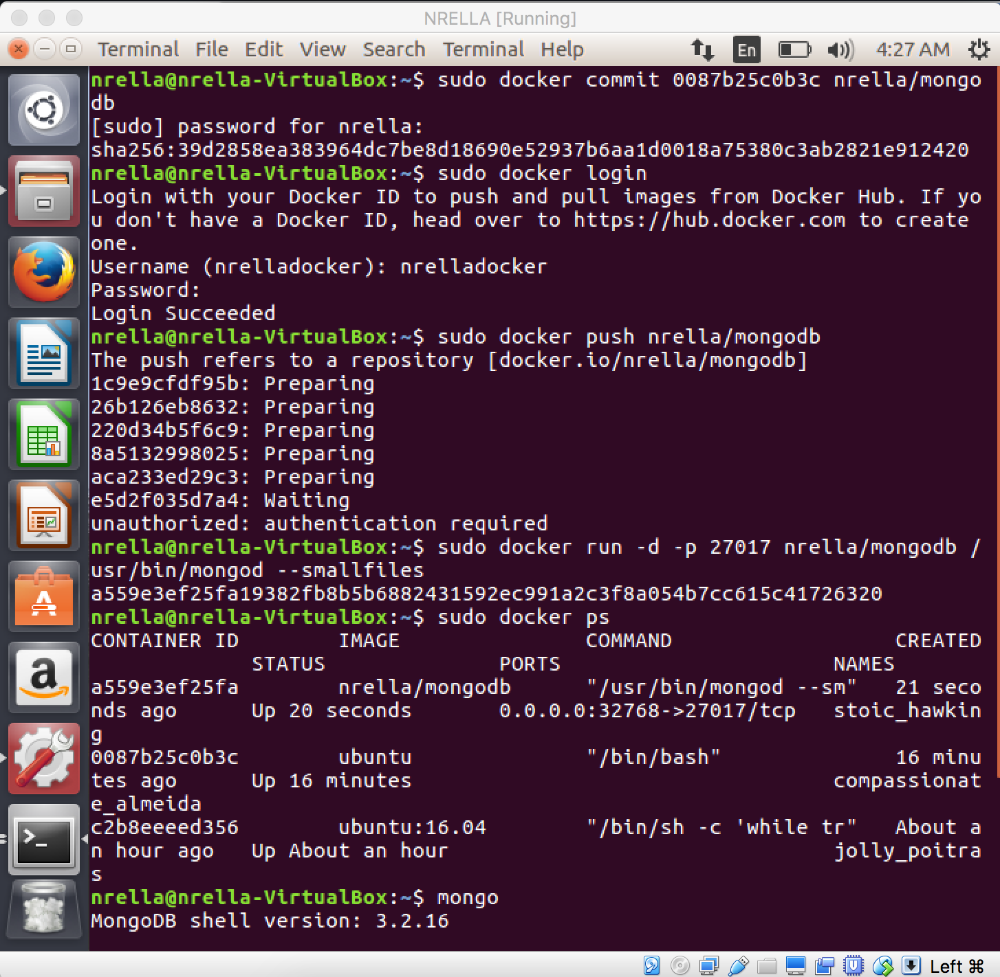 NRELLA [Running]
Terminal File Edit View Search Terminal Help En 4:27 AM
nrella@nrella-VirtualBox:~$ sudo docker commit 0087b25c0b3c nrella/mongo
db
[sudo] password for nrella:
sha256:39d2858ea383964dc7be8d18690e52937b6aa1d0018a75380c3ab2821e912420
nrella@nrella-VirtualBox:~$ sudo docker login
Login with your Docker ID to push and pull images from Docker Hub. If yo
u don't have a Docker ID, head over to https://hub.docker.com to create
one.
Username (nrelladocker): nrelladocker
Password:
Login Succeeded
nrella@nrella-VirtualBox:~$ sudo docker push nrella/mongodb
The push refers to a repository [docker.io/nrella/mongodb]
1c9e9cfdf95b: Preparing
26b126eb8632: Preparing
220d34b5f6c9: Preparing
8a5132998025: Preparing
aca233ed29c3: Preparing
e5d2f035d7a4: Waiting
unauthorized: authentication required
nrella@nrella-VirtualBox:~$ sudo docker run -d -p 27017 nrella/mongodb /
usr/bin/mongod --smallfiles
a559e3ef25fa19382fb8b5b6882431592ec991a2c3f8a054b7cc615c41726320
nrella@nrella-VirtualBox:~$ sudo docker ps
CONTAINER ID        IMAGE               COMMAND                  CREATED
             STATUS              PORTS                      NAMES
a559e3ef25fa        nrella/mongodb      "/usr/bin/mongod --sm"   21 seco
nds ago      Up 20 seconds       0.0.0.0:32768->27017/tcp   stoic_hawkin
g
0087b25c0b3c        ubuntu              "/bin/bash"              16 minu
tes ago      Up 16 minutes                                  compassionat
e_almeida
c2b8eeeed356        ubuntu:16.04        "/bin/sh -c 'while tr"   About a
n hour ago   Up About an hour                               jolly_poitra
s
nrella@nrella-VirtualBox:~$ mongo
MongoDB shell version: 3.2.16
Left ⌘